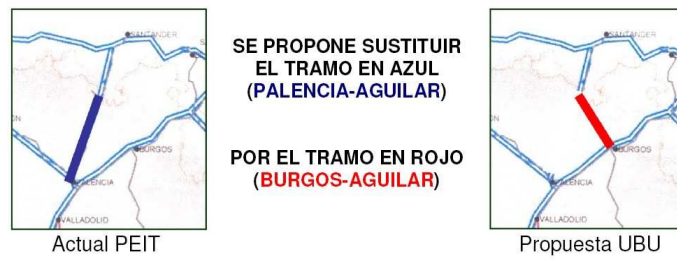 SANTANDER
BURGOS
PALENCIA
VALLADOLID
Actual PEIT
SE PROPONE SUSTITUIR
EL TRAMO EN AZUL
(PALENCIA-AGUILAR)
POR EL TRAMO EN ROJO
(BURGOS-AGUILAR)
SANTANDER
BURGOS
PALENCIA
VALLADOLID
Propuesta UBU